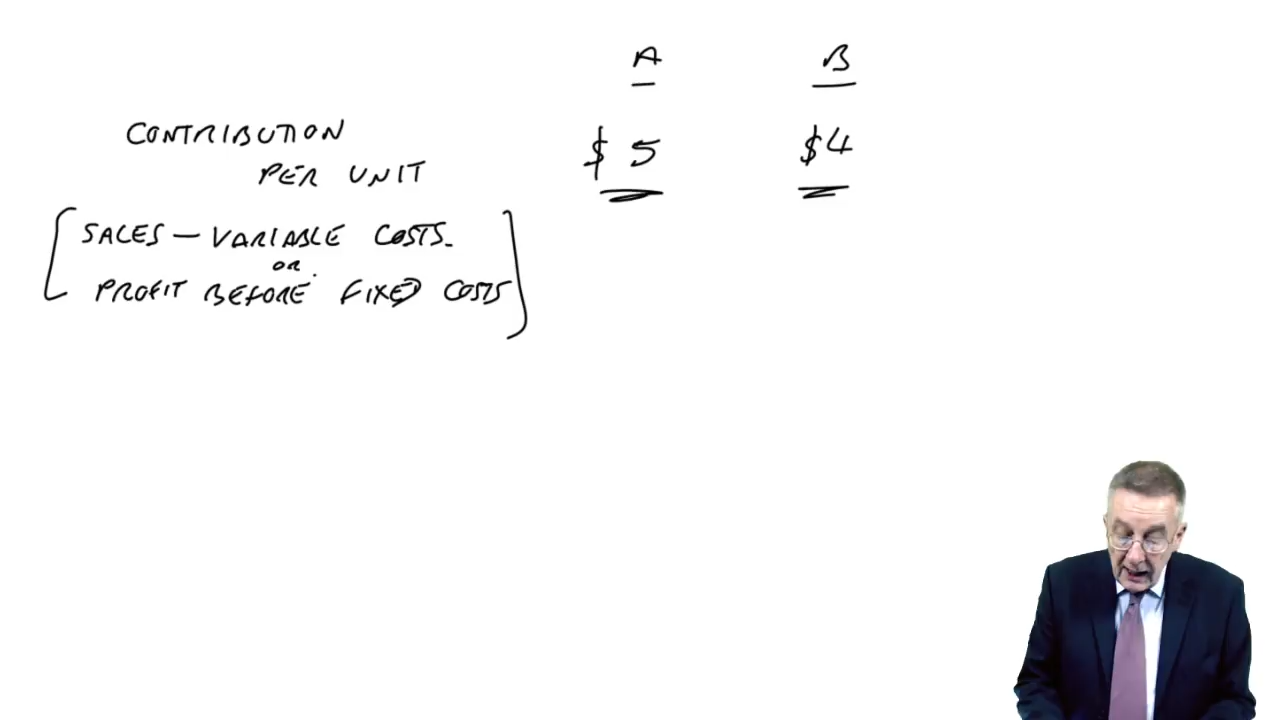 A B
CONTRIBUTION
PER UNIT $ 5 $4
[SALES — VARIABLE COSTS.
OR
PROFIT BEFORE FIXED COSTS]